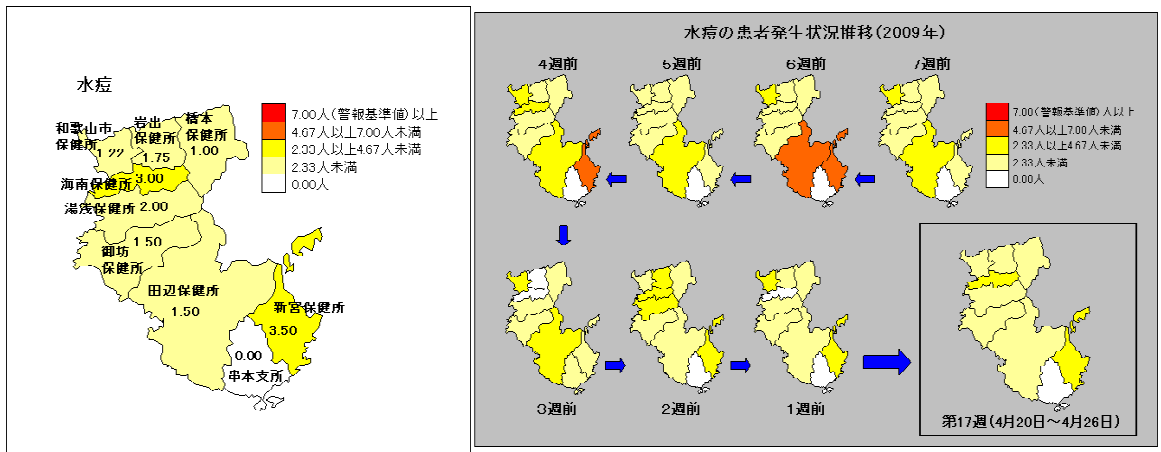 水痘
7.00人(警報基準値)以上
4.67人以上7.00人未満
2.33人以上4.67人未満
2.33人未満
0.00人
和歌山市
保健所
1.22
岩出
保健所
1.75
橋本
保健所
1.00
海南保健所
3.00
湯浅保健所
2.00
御坊
保健所
1.50
田辺保健所
1.50
新宮保健所
3.50
0.00
串本支所
水痘の患者発生状況推移(2009年)
4週前
5週前
6週前
7週前
7.00(警報基準値)人以上
4.67人以上7.00人未満
2.33人以上4.67人未満
2.33人未満
0.00人
3週前
2週前
1週前
第17週(4月20日～4月26日)